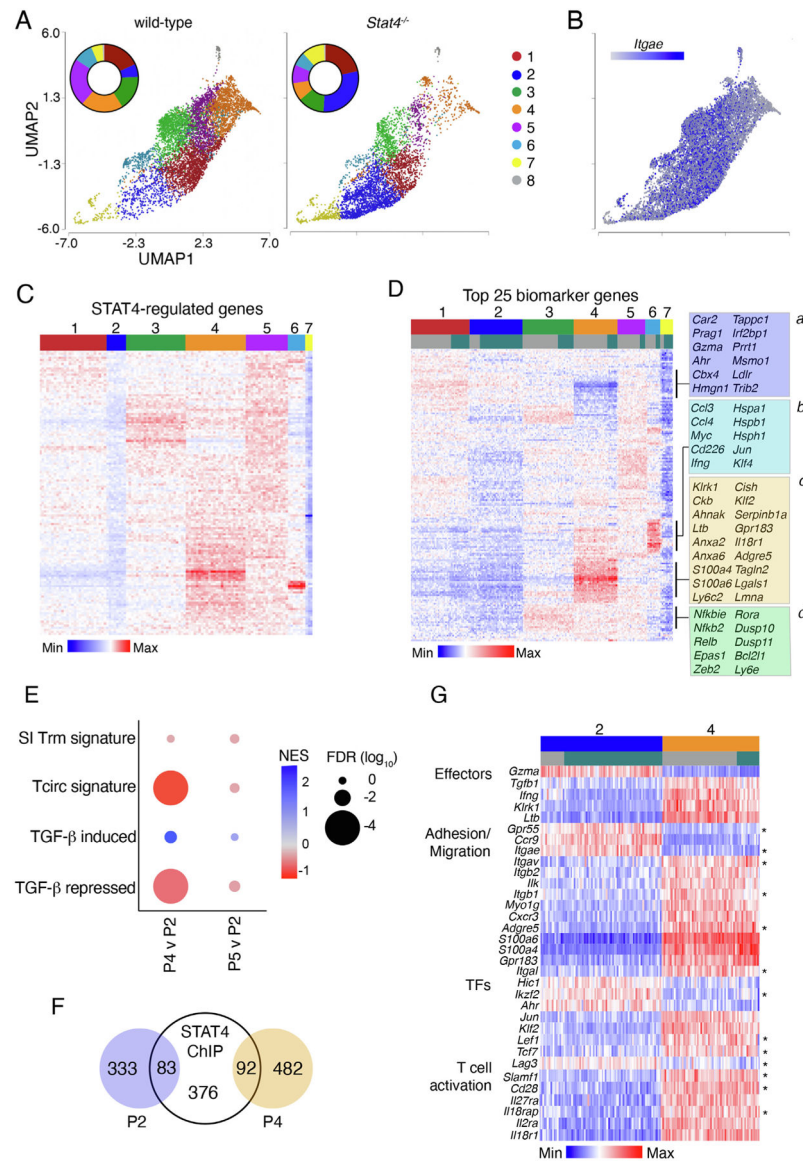 A
wild-type
Stat4-/-
UMAP2
6.0
1.3
-1.3
-6.0
-7.0
-2.3
2.3
7.0
UMAP1
1
2
3
4
5
6
7
8
B
Itgae
C
STAT4-regulated genes
1 2 3 4 5 6 7
Min Max
D
Top 25 biomarker genes
1 2 3 4 5 6 7
Min Max
a
Car2 Tappc1
Prag1 Irf2bp1
Gzma Prrt1
Ahr Msmo1
Cbx4 Ldlr
Hmgn1 Trib2
b
Ccl3 Hspa1
Ccl4 Hspb1
Myc Hsph1
Cd226 Jun
Ifng Klf4
Klrk1 Cish
Ckb Klf2
Ahnak Serpinb1a
Ltb Gpr183
Anxa2 Il18r1
Anxa6 Adgre5
S100a4 Tagln2
S100a6 Lgals1
Ly6c2 Lmna
Nfkbie Rora
Nfkb2 Dusp10
Relb Dusp11
Epas1 Bcl2l1
Zeb2 Ly6e
E
SI Trm signature
Tcirc signature
TGF-β induced
TGF-β repressed
P4 v P2
P5 v P2
NES
2
1
0
-1
FDR (log10)
0
-2
-4
F
STAT4
ChIP
333 83 376 92 482
P2
P4
G
2 4
Effectors
Gzma
Tgfb1
Ifng
Klrk1
Ltb
Adhesion/
Migration
Gpr55 *
Ccr9
Itgae *
Itgav *
Itgb2
Ilk
Itgb1 *
Myo1g
Cxcr3
Adgre5 *
S100a6
S100a4
Gpr183
Itgal *
TFs
Hic1
Ikzf2 *
Ahr
Jun
Klf2
Lef1 *
Tcf7 *
T cell
activation
Lag3 *
Slamf1 *
Cd28 *
Il27ra
Il18rap *
Il2ra
Il18r1
Min Max